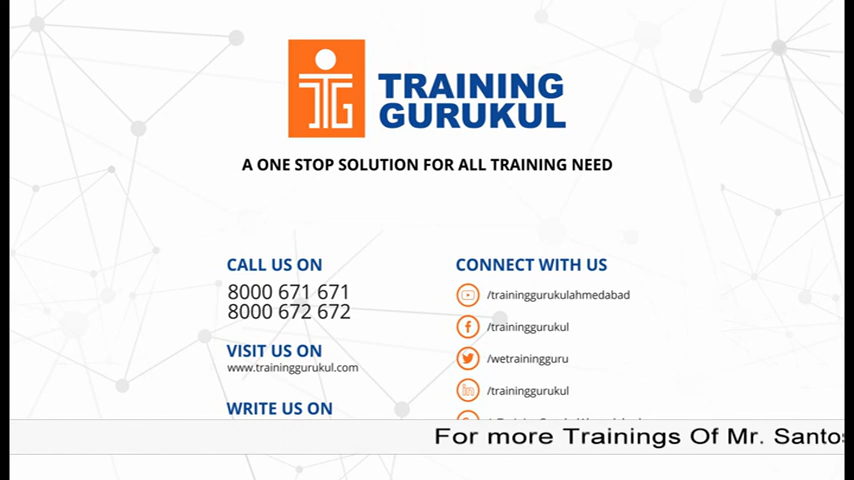 TRAINING
GURUKUL
A ONE STOP SOLUTION FOR ALL TRAINING NEED
CALL US ON
8000 671 671
8000 672 672
VISIT US ON
www.traininggurukul.com
WRITE US ON
CONNECT WITH US
/traininggurukulahmedabad
/traininggurukul
/wetrainingguru
/traininggurukul
For more Trainings Of Mr.